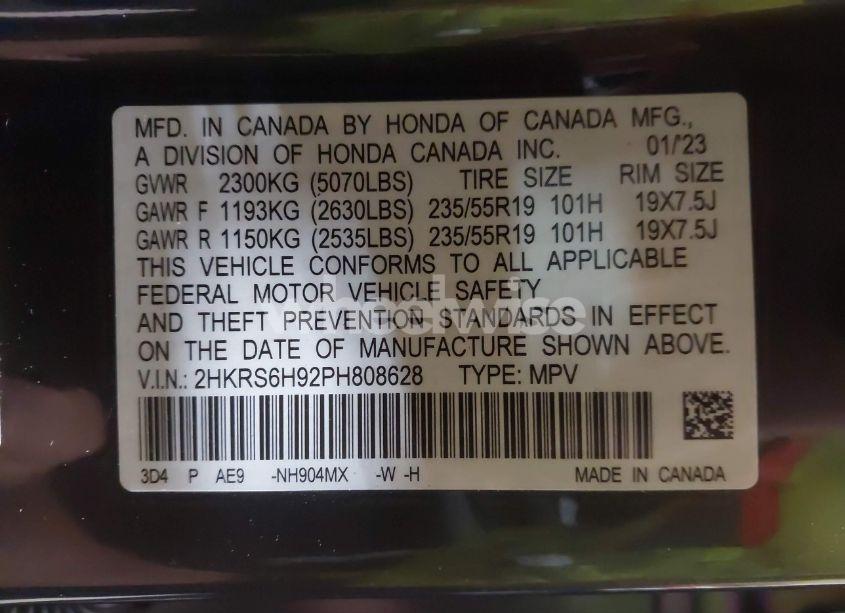 MFD. IN CANADA BY HONDA OF CANADA MFG.,
A DIVISION OF HONDA CANADA INC. 01/'23
GVWR 2300KG (5070LBS) TIRE SIZE RIM SIZE
GAWR F 1193KG (2630LBS) 235/55R19 101H 19X7.5J
GAWR R 1150KG (2535LBS) 235/55R19 101H 19X7.5J
THIS VEHICLE CONFORMS TO ALL APPLICABLE
FEDERAL MOTOR VEHICLE SAFETY
AND THEFT PREVENTION STANDARDS IN EFFECT
ON THE DATE OF MANUFACTURE SHOWN ABOVE.
V.I.N.: 2HKRS6H92PH808628 TYPE: MPV
3D4 P AE9 -NH904MX -W -H MADE IN CANADA